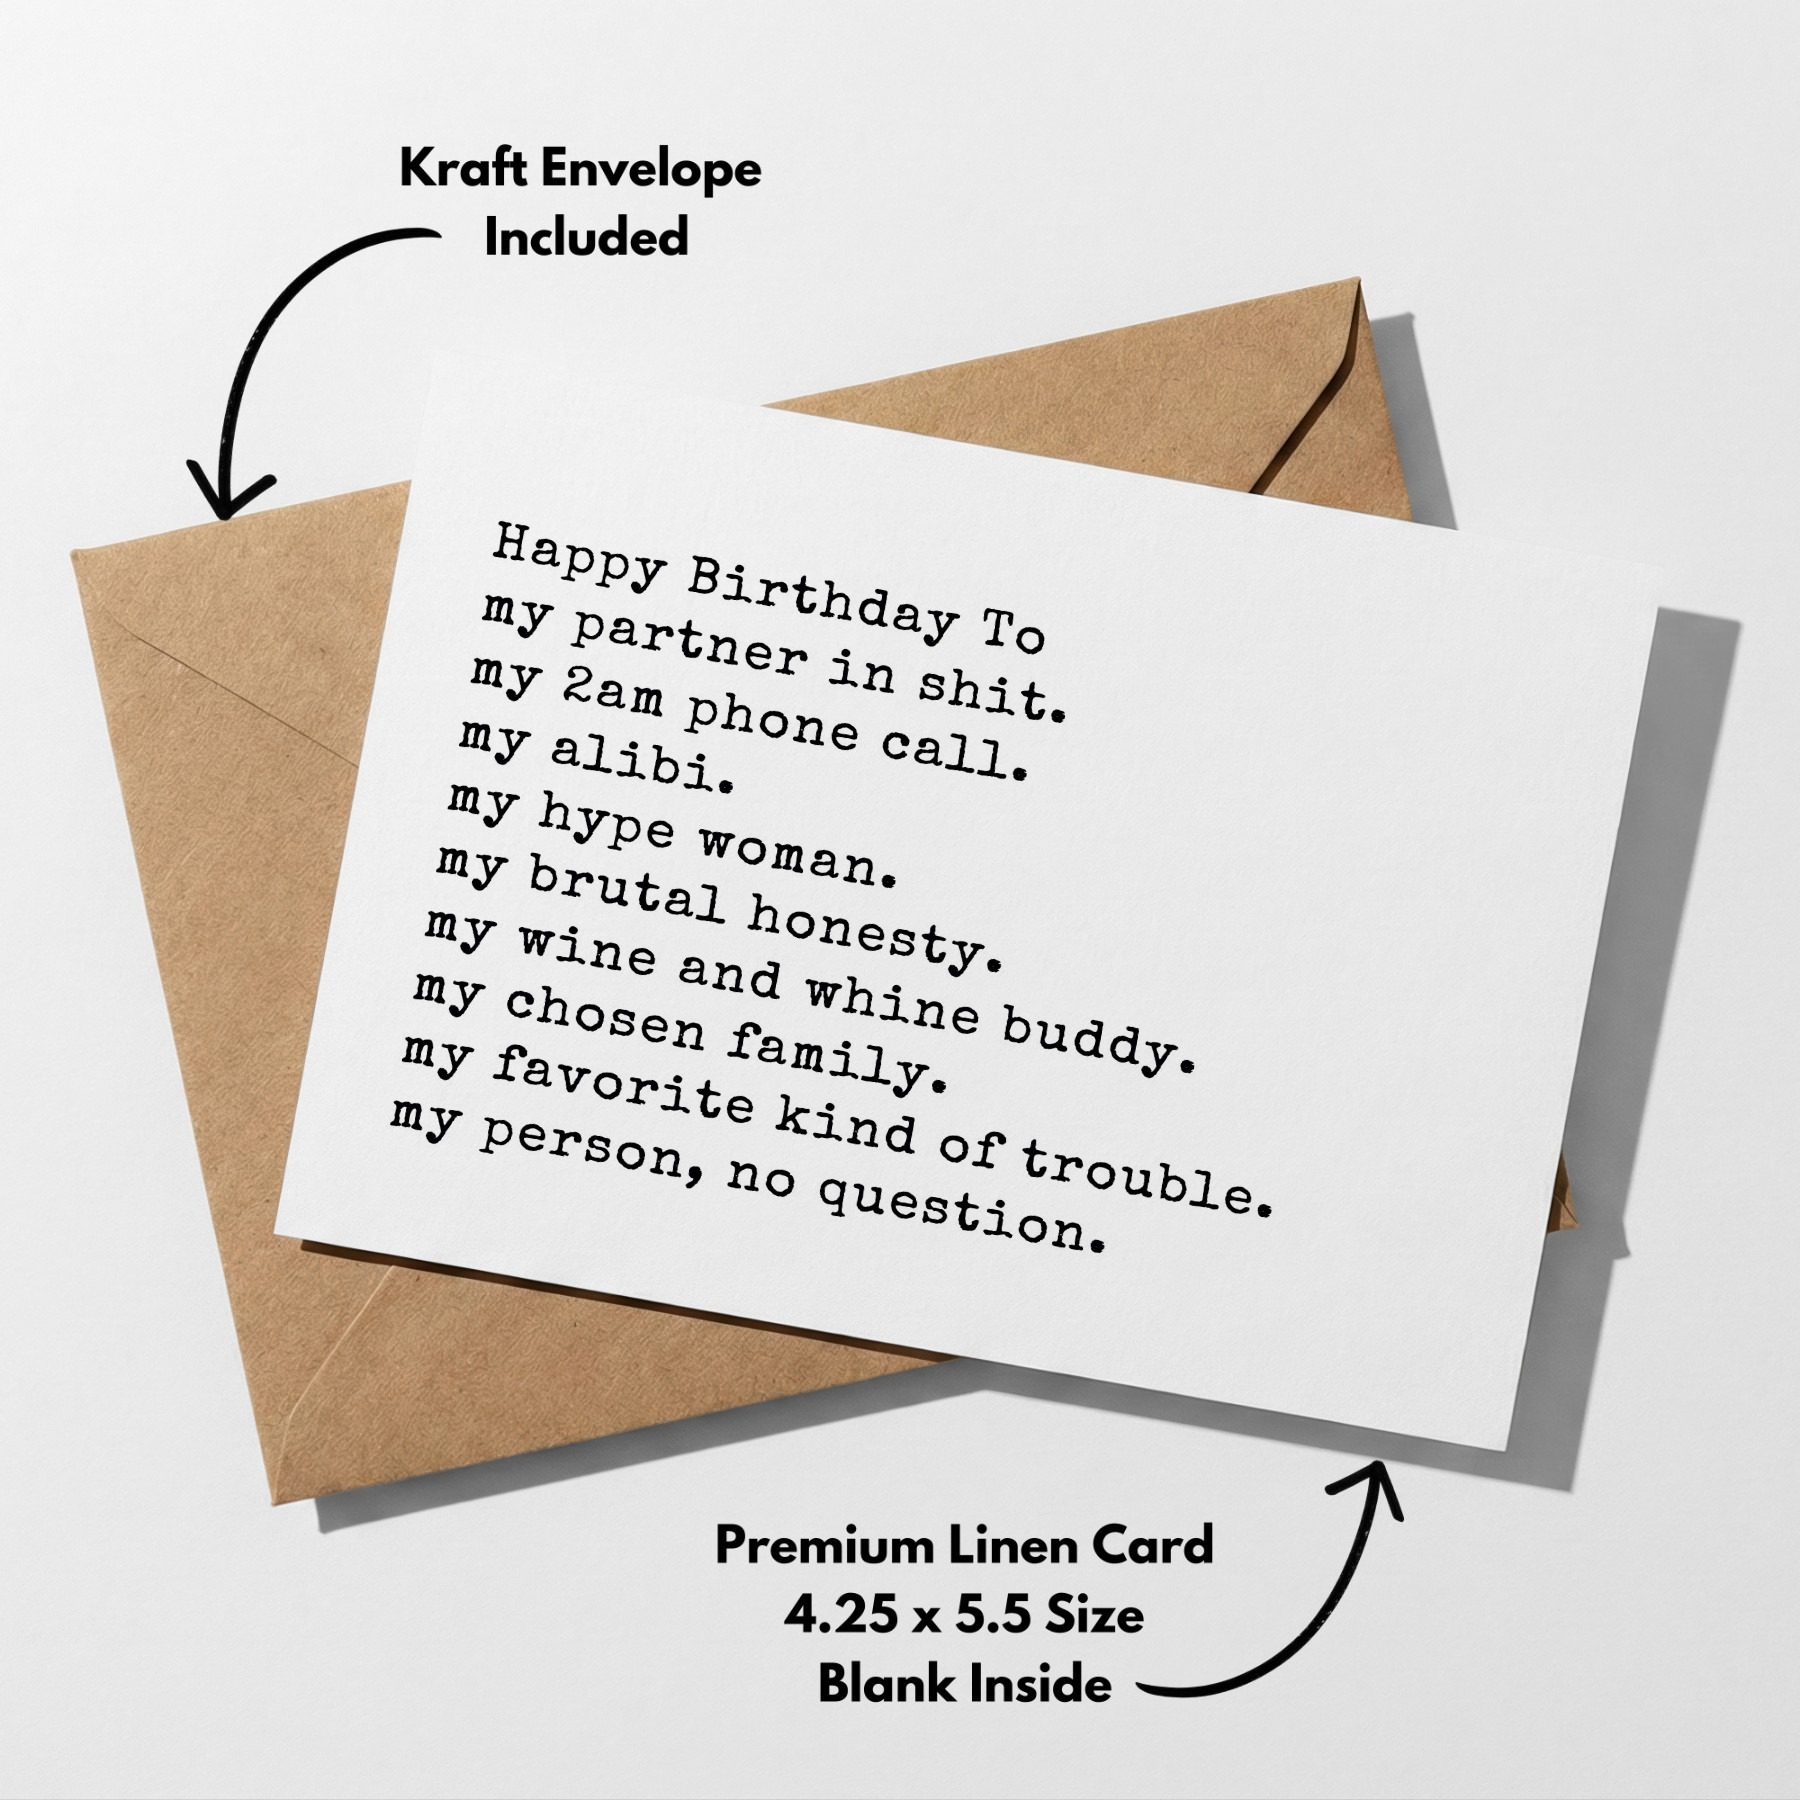 Kraft Envelope
Included
Happy Birthday To
my partner in shit.
my 2am phone call.
my alibi.
my hype woman.
my brutal honesty.
my wine and whine buddy.
my chosen family.
my favorite kind of trouble.
my person, no question.
Premium Linen Card
4.25 x 5.5 Size
Blank Inside